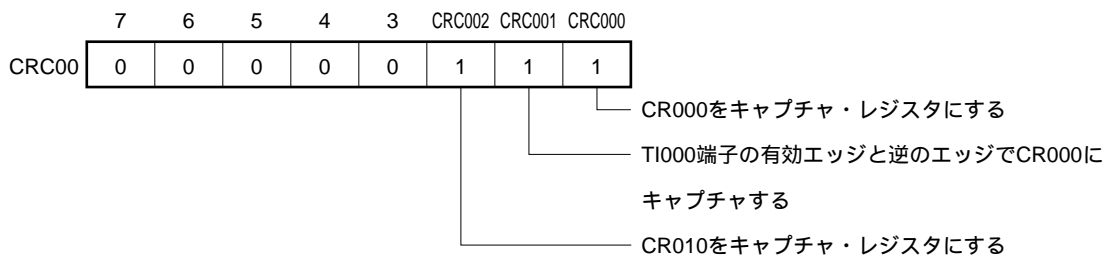 7 6 5 4 3 CRC002 CRC001 CRC000
CRC00 0 0 0 0 0 1 1 1
CR000をキャプチャ・レジスタにする
TI000端子の有効エッジと逆のエッジでCR000に
キャプチャする
CR010をキャプチャ・レジスタにする